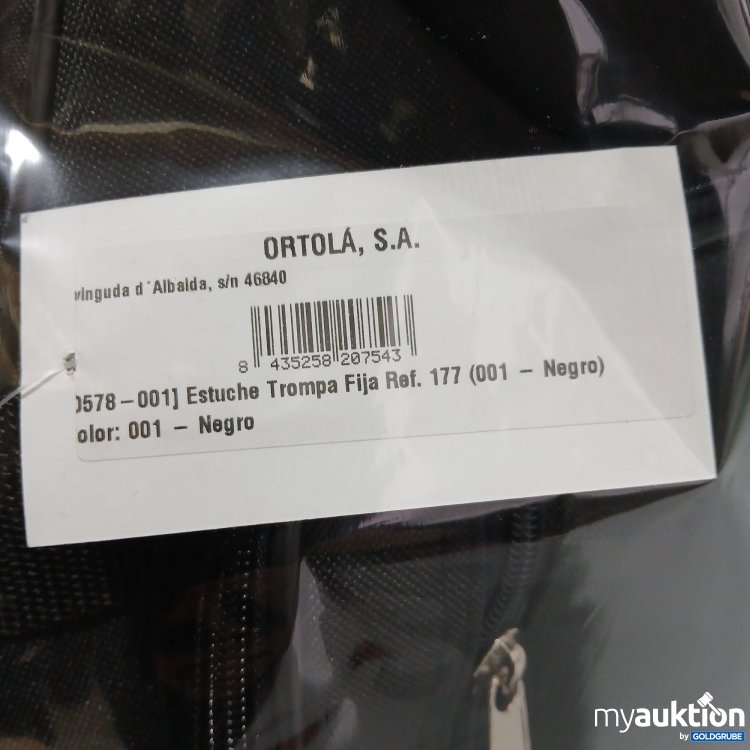 ORTOLÁ, S.A.
vinguda d´Albaida, s/n 46840
8 435258 207543
0578-001] Estuche Trompa Fija Ref. 177 (001 - Negro)
olor: 001 - Negro
myauktion
by GOLDGRUBE